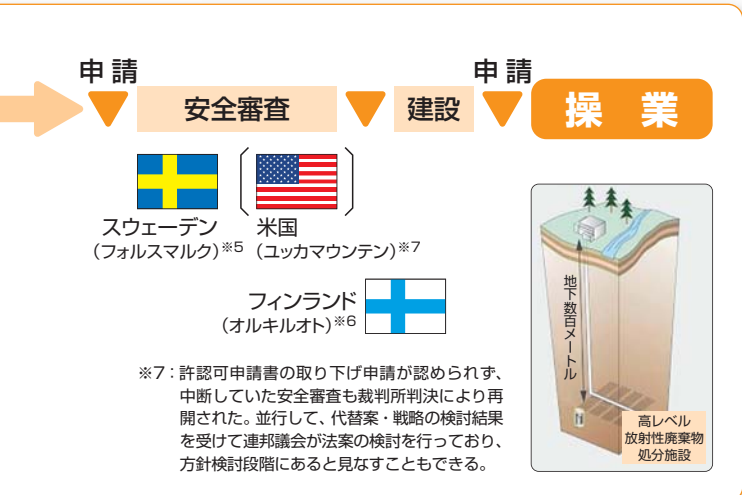 申請
申請
安全審査
建設
操業
スウェーデン
(フォルスマルク)※5
米国
(ユッカマウンテン)※7
フィンランド
(オルキルオト)※6
※7:許認可申請書の取り下げ申請が認められず、
中断していた安全審査も裁判所判決により再
開された。並行して、代替案・戦略の検討結果
を受けて連邦議会が法案の検討を行っており、
方針検討段階にあると見なすこともできる。
地下数百メートル
高レベル
放射性廃棄物
処分施設